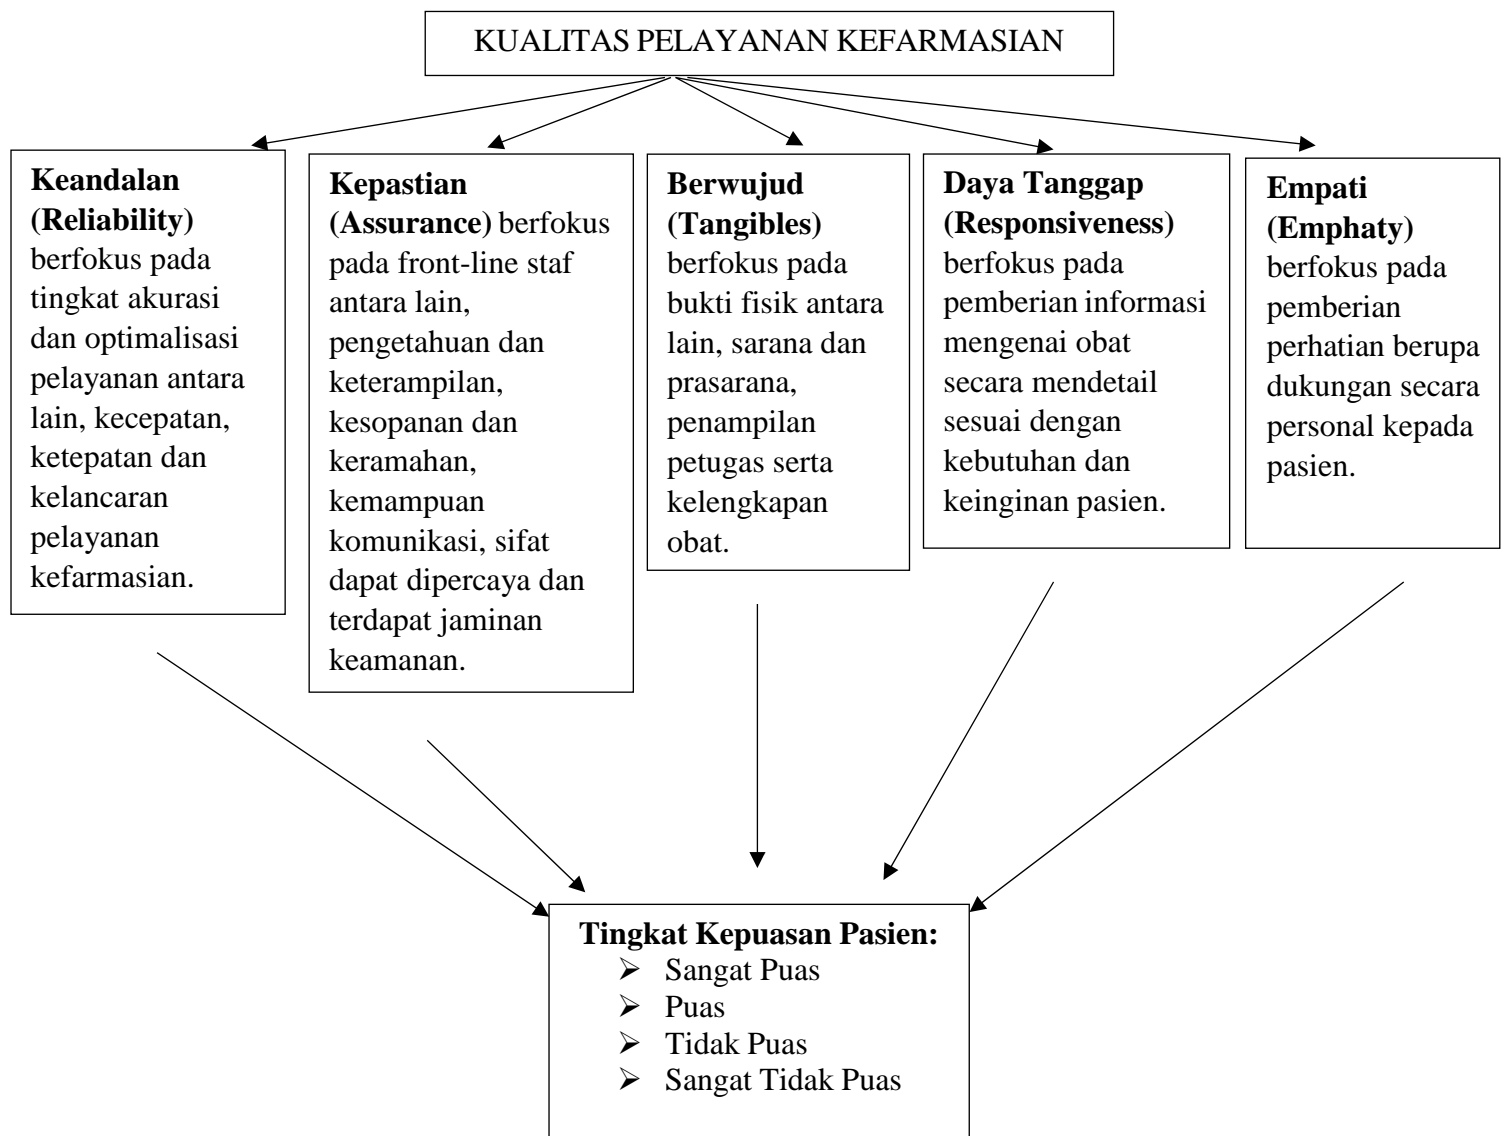 KUALITAS PELAYANAN KEFARMASIAN
Keandalan
(Reliability)
berfokus pada
tingkat akurasi
dan optimalisasi
pelayanan antara
lain, kecepatan,
ketepatan dan
kelancaran
pelayanan
kefarmasian.
Kepastian
(Assurance) berfokus
pada front-line staf
antara lain,
pengetahuan dan
keterampilan,
kesopanan dan
keramahan,
kemampuan
komunikasi, sifat
dapat dipercaya dan
terdapat jaminan
keamanan.
Berwujud
(Tangibles)
berfokus pada
bukti fisik antara
lain, sarana dan
prasarana,
penampilan
petugas serta
kelengkapan
obat.
Daya Tanggap
(Responsiveness)
berfokus pada
pemberian informasi
mengenai obat
secara mendetail
sesuai dengan
kebutuhan dan
keinginan pasien.
Empati
(Emphaty)
berfokus pada
pemberian
perhatian berupa
dukungan secara
personal kepada
pasien.
Tingkat Kepuasan Pasien:
➢ Sangat Puas
➢ Puas
➢ Tidak Puas
➢ Sangat Tidak Puas